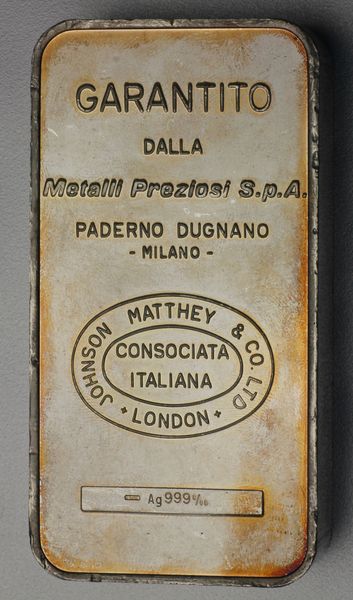 GARANTITO
DALLA
Metalli Preziosi S.p.A.
PADERNO DUGNANO
- MILANO -
JOHNSON MATTHEY & CO. LTD
LONDON
CONSOCIATA
ITALIANA
Ag 999‰